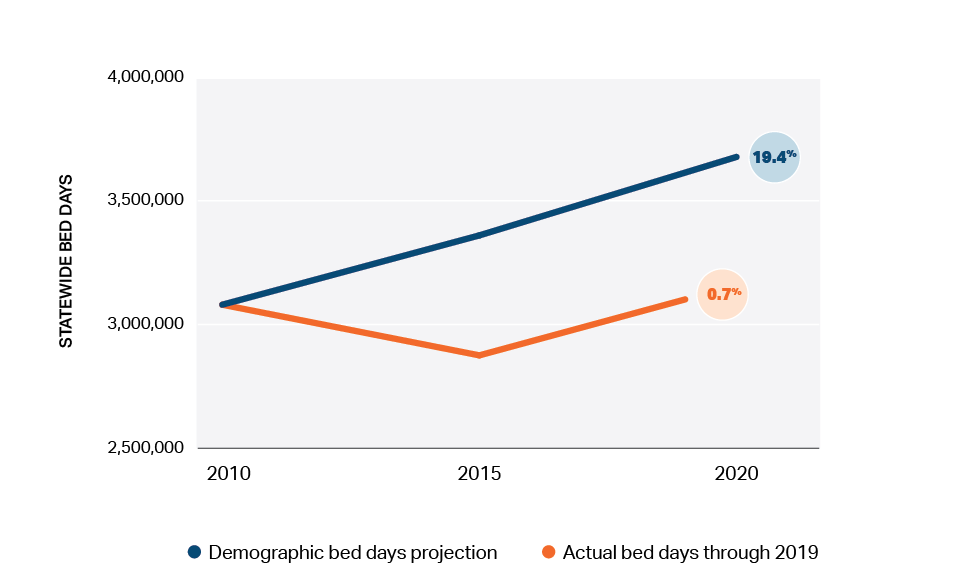 4,000,000
3,500,000
3,000,000
2,500,000
STATEWIDE BED DAYS
19.4%
0.7%
2010 2015 2020
Demographic bed days projection
Actual bed days through 2019